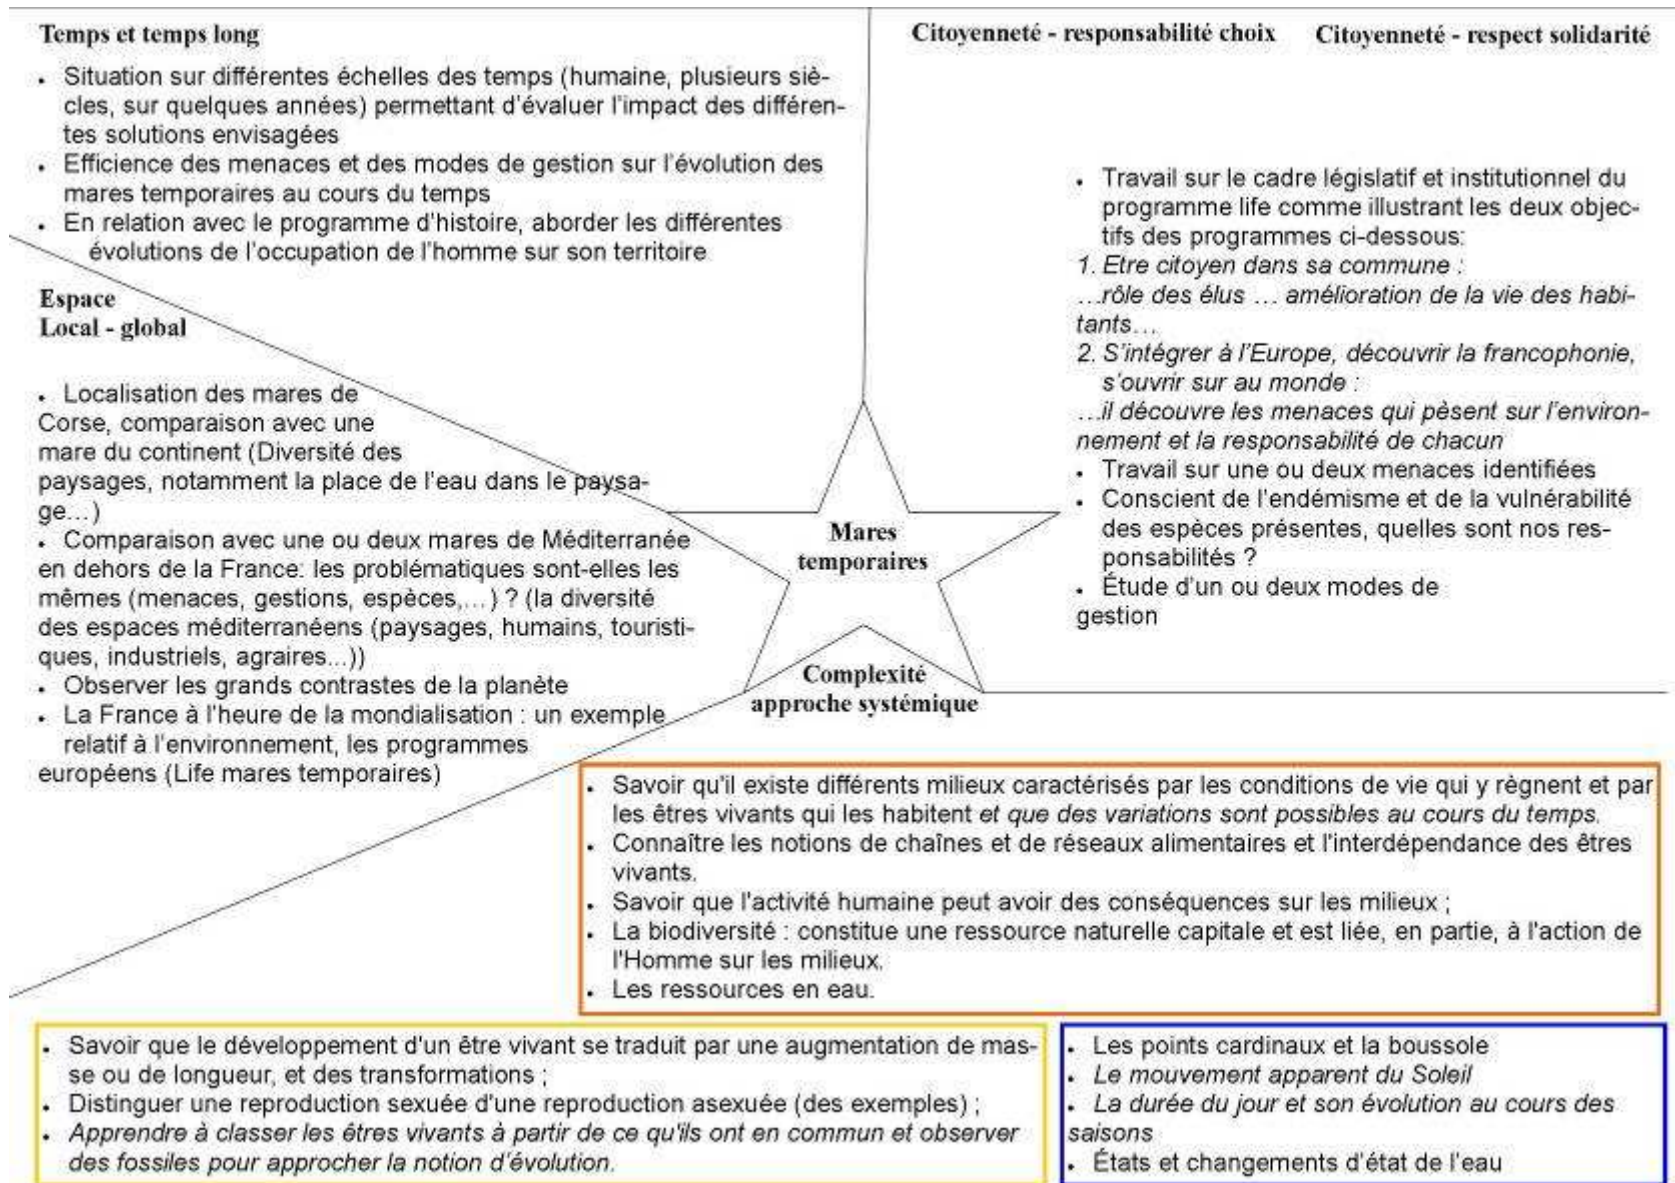 Temps et temps long
• Situation sur différentes échelles des temps (humaine, plusieurs siè-
cles, sur quelques années) permettant d'évaluer l'impact des différen-
tes solutions envisagées
• Efficience des menaces et des modes de gestion sur l'évolution des
mares temporaires au cours du temps
• En relation avec le programme d'histoire, aborder les différentes
évolutions de l'occupation de l'homme sur son territoire
Espace
Local - global
• Localisation des mares de
Corse, comparaison avec une
mare du continent (Diversité des
paysages, notamment la place de l'eau dans le paysa-
ge…)
• Comparaison avec une ou deux mares de Méditerranée
en dehors de la France: les problématiques sont-elles les
mêmes (menaces, gestions, espèces,…) ? (la diversité
des espaces méditerranéens (paysages, humains, touristi-
ques, industriels, agraires...))
• Observer les grands contrastes de la planète
• La France à l'heure de la mondialisation : un exemple
relatif à l'environnement, les programmes
européens (Life mares temporaires)
Citoyenneté - responsabilité choix Citoyenneté - respect solidarité
• Travail sur le cadre législatif et institutionnel du
programme life comme illustrant les deux objec-
tifs des programmes ci-dessous:
1. Etre citoyen dans sa commune :
…rôle des élus … amélioration de la vie des habi-
tants…
2. S'intégrer à l'Europe, découvrir la francophonie,
s'ouvrir sur au monde :
…il découvre les menaces qui pèsent sur l'environ-
nement et la responsabilité de chacun
• Travail sur une ou deux menaces identifiées
• Conscient de l'endémisme et de la vulnérabilité
des espèces présentes, quelles sont nos res-
ponsabilités ?
• Étude d'un ou deux modes de
gestion
Mares
temporaires
Complexité
approche systémique
• Savoir qu'il existe différents milieux caractérisés par les conditions de vie qui y règnent et par
les êtres vivants qui les habitent et que des variations sont possibles au cours du temps.
• Connaître les notions de chaînes et de réseaux alimentaires et l'interdépendance des êtres
vivants.
• Savoir que l'activité humaine peut avoir des conséquences sur les milieux ;
• La biodiversité : constitue une ressource naturelle capitale et est liée, en partie, à l'action de
l'Homme sur les milieux.
• Les ressources en eau.
• Savoir que le développement d'un être vivant se traduit par une augmentation de mas-
se ou de longueur, et des transformations ;
• Distinguer une reproduction sexuée d'une reproduction asexuée (des exemples) ;
• Apprendre à classer les êtres vivants à partir de ce qu'ils ont en commun et observer
des fossiles pour approcher la notion d'évolution.
• Les points cardinaux et la boussole
• Le mouvement apparent du Soleil
• La durée du jour et son évolution au cours des
saisons
• États et changements d'état de l'eau